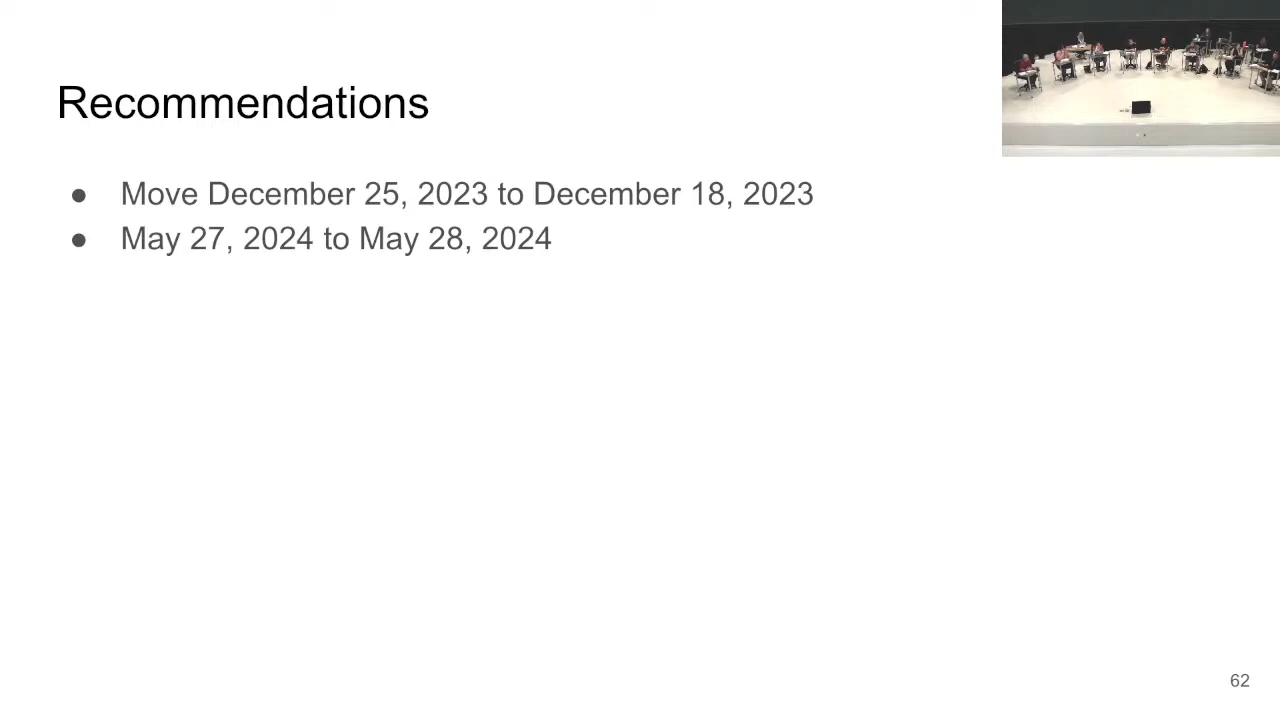 Recommendations
● Move December 25, 2023 to December 18, 2023
● May 27, 2024 to May 28, 2024
62